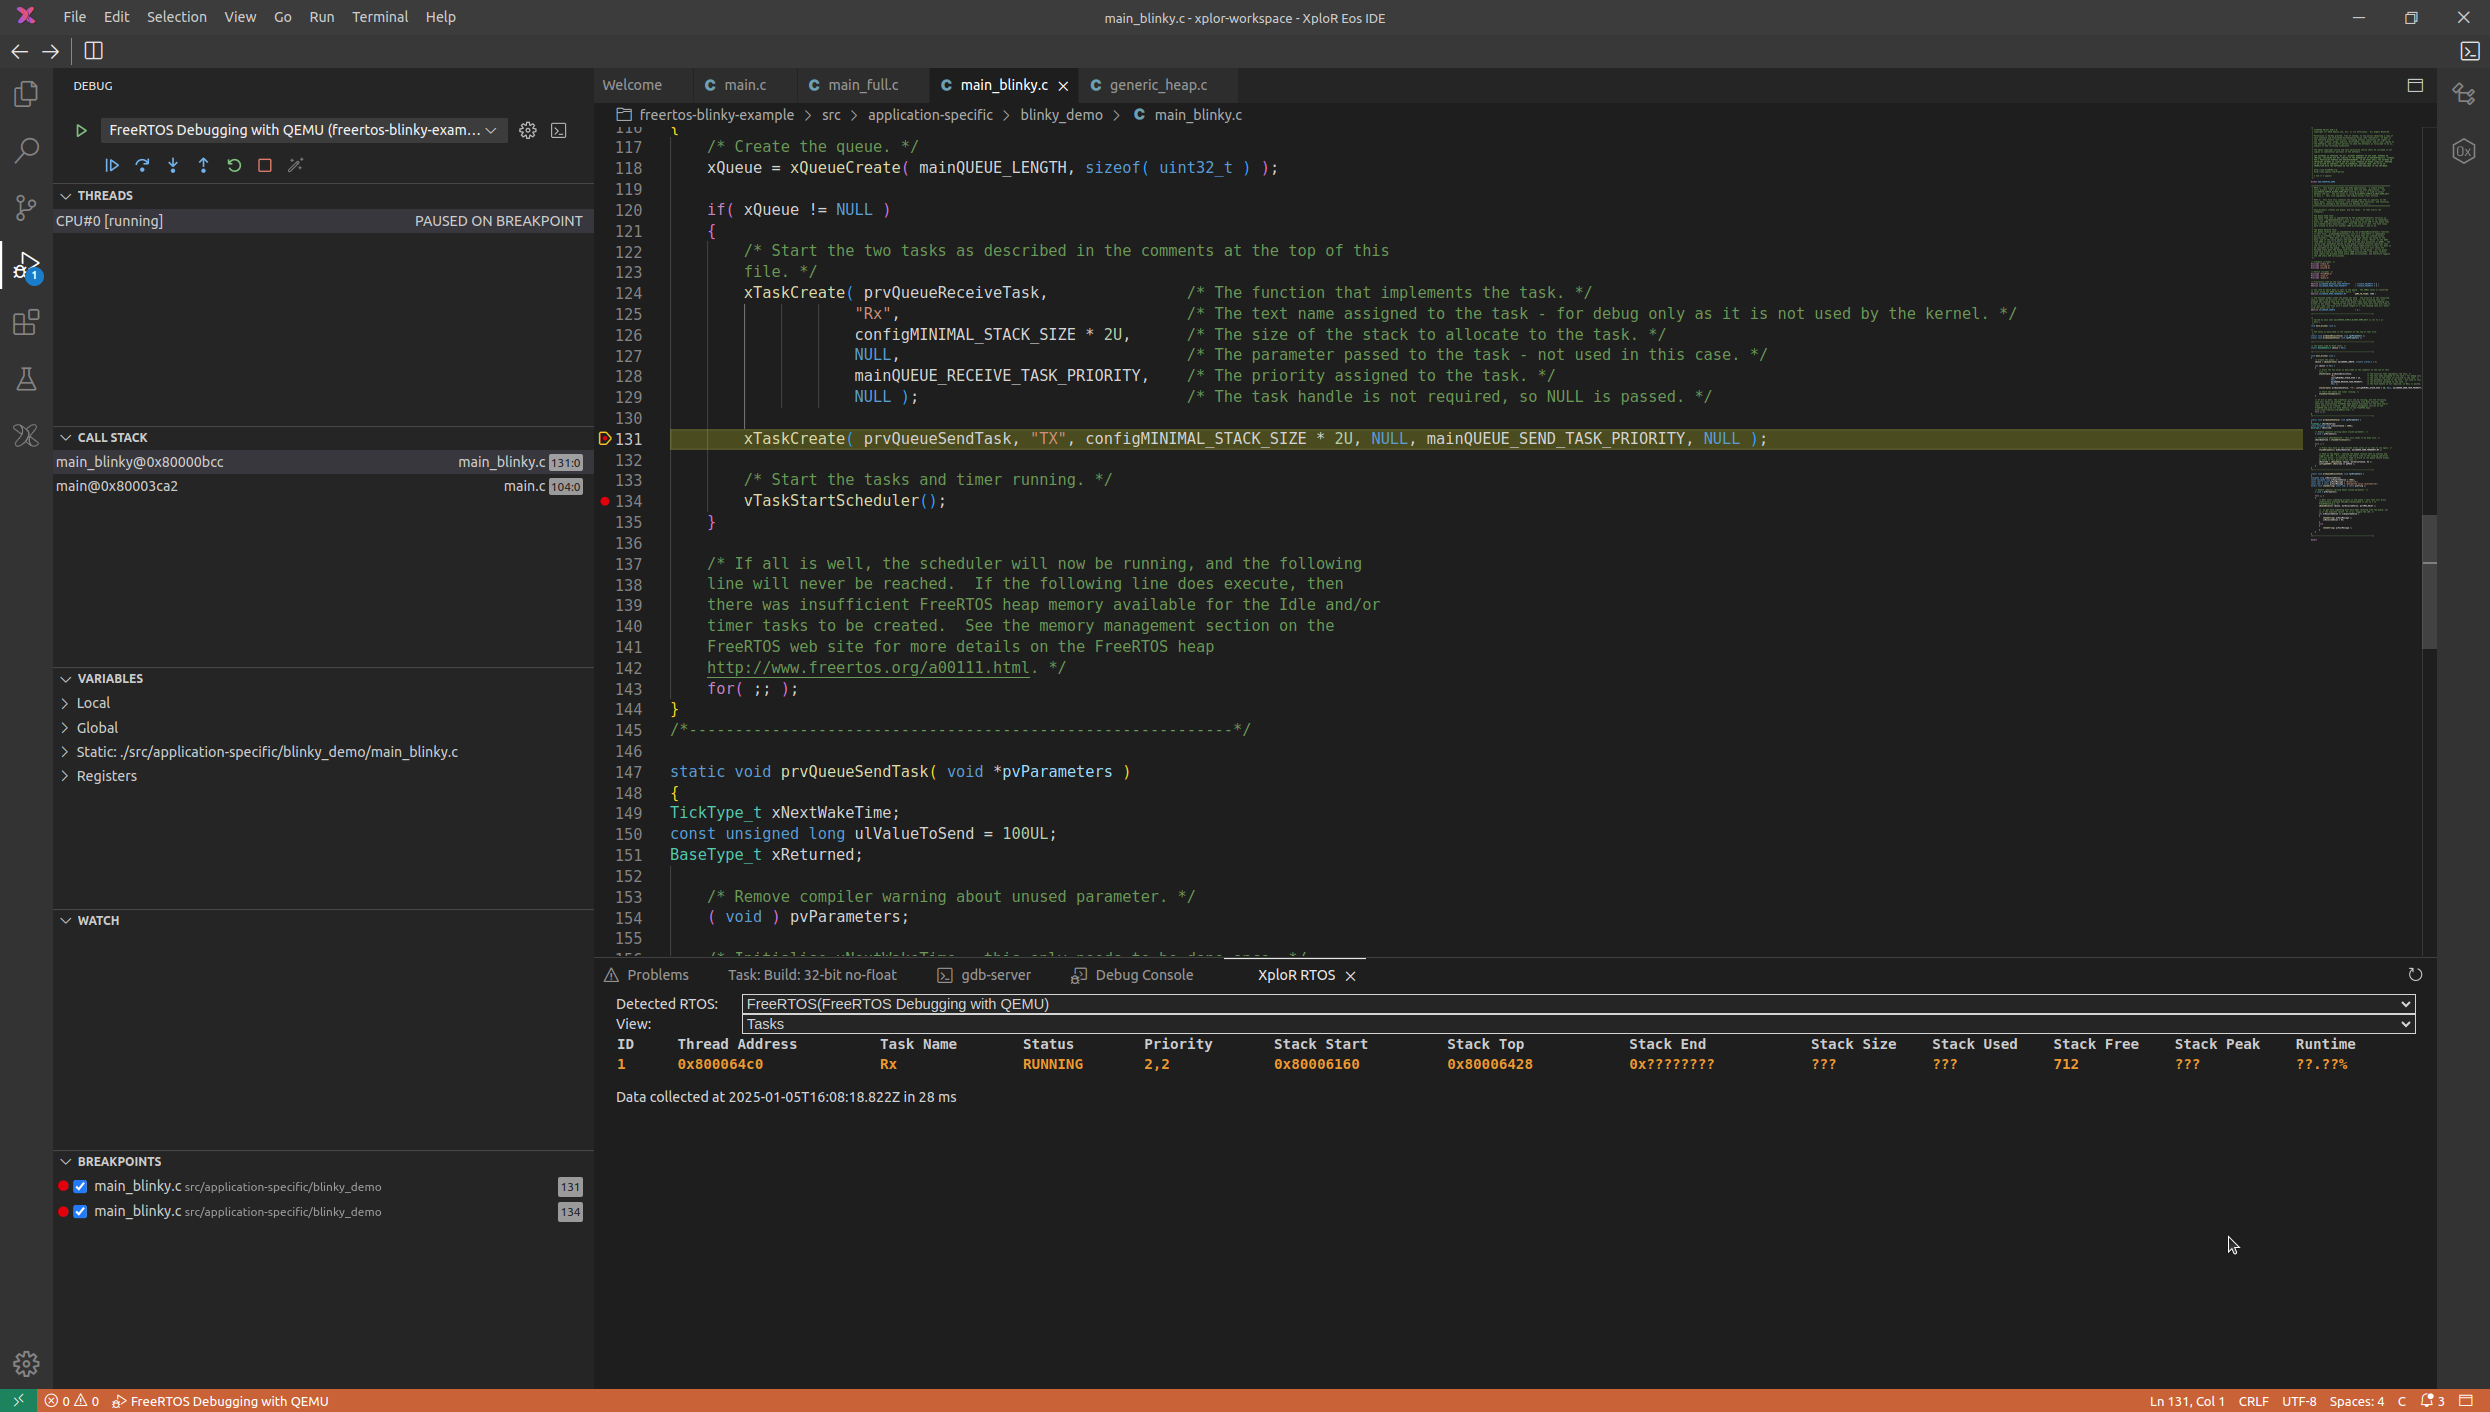 File Edit Selection View Go Run Terminal Help
main_blinky.c - xplor-workspace - XploR Eos IDE
DEBUG
FreeRTOS Debugging with QEMU (freertos-blinky-exam...
THREADS
CPU#0 [running] PAUSED ON BREAKPOINT
CALL STACK
main_blinky@0x80000bcc main_blinky.c 131:0
main@0x80003ca2 main.c 104:0
VARIABLES
Local
Global
Static: ./src/application-specific/blinky_demo/main_blinky.c
Registers
WATCH
BREAKPOINTS
main_blinky.c src/application-specific/blinky_demo 131
main_blinky.c src/application-specific/blinky_demo 134
Welcome C main.c C main_full.c C main_blinky.c C generic_heap.c
freertos-blinky-example > src > application-specific > blinky_demo > C main_blinky.c
116 {
117 /* Create the queue. */
118 xQueue = xQueueCreate( mainQUEUE_LENGTH, sizeof( uint32_t ) );
119
120 if( xQueue != NULL )
121 {
122 /* Start the two tasks as described in the comments at the top of this
123 file. */
124 xTaskCreate( prvQueueReceiveTask, /* The function that implements the task. */
125 "Rx", /* The text name assigned to the task - for debug only as it is not used by the kernel. */
126 configMINIMAL_STACK_SIZE * 2U, /* The size of the stack to allocate to the task. */
127 NULL, /* The parameter passed to the task - not used in this case. */
128 mainQUEUE_RECEIVE_TASK_PRIORITY, /* The priority assigned to the task. */
129 NULL ); /* The task handle is not required, so NULL is passed. */
130
131 xTaskCreate( prvQueueSendTask, "TX", configMINIMAL_STACK_SIZE * 2U, NULL, mainQUEUE_SEND_TASK_PRIORITY, NULL );
132
133 /* Start the tasks and timer running. */
134 vTaskStartScheduler();
135 }
136
137 /* If all is well, the scheduler will now be running, and the following
138 line will never be reached.  If the following line does execute, then
139 there was insufficient FreeRTOS heap memory available for the Idle and/or
140 timer tasks to be created.  See the memory management section on the
141 FreeRTOS web site for more details on the FreeRTOS heap
142 http://www.freertos.org/a00111.html. */
143 for( ;; );
144 }
145 /*-----------------------------------------------------------*/
146
147 static void prvQueueSendTask( void *pvParameters )
148 {
149 TickType_t xNextWakeTime;
150 const unsigned long ulValueToSend = 100UL;
151 BaseType_t xReturned;
152
153 /* Remove compiler warning about unused parameter. */
154 ( void ) pvParameters;
155
Problems Task: Build: 32-bit no-float gdb-server Debug Console XploR RTOS
Detected RTOS: FreeRTOS(FreeRTOS Debugging with QEMU)
View: Tasks
ID Thread Address Task Name Status Priority Stack Start Stack Top Stack End Stack Size Stack Used Stack Free Stack Peak Runtime
1 0x800064c0 Rx RUNNING 2,2 0x80006160 0x80006428 0x???????? ??? ??? 712 ??? ??.??%
Data collected at 2025-01-05T16:08:18.822Z in 28 ms
0 0 FreeRTOS Debugging with QEMU
Ln 131, Col 1 CRLF UTF-8 Spaces: 4 C 3